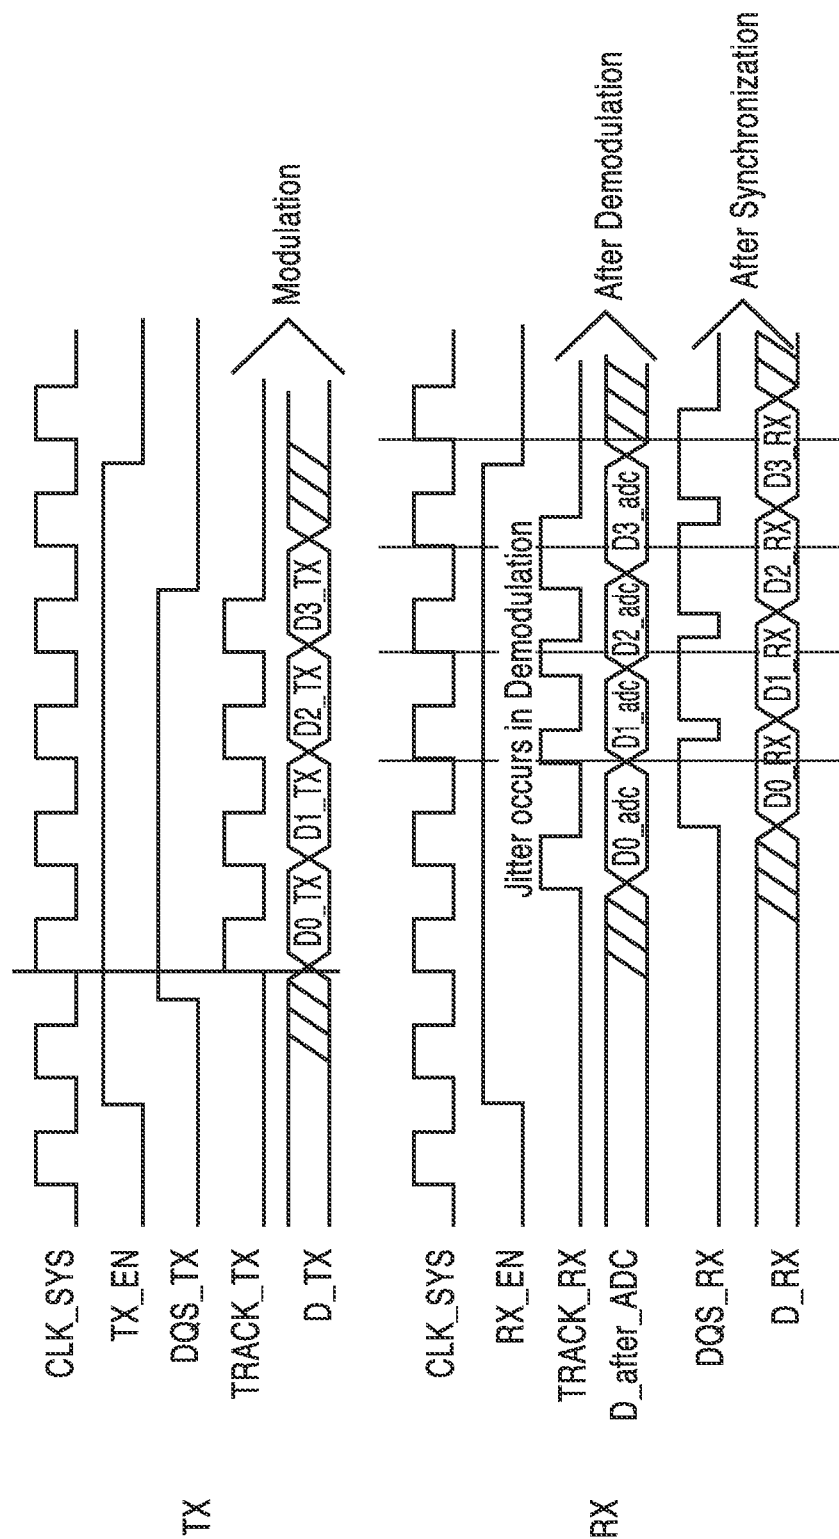 TX
CLK_SYS
TX_EN
DQS_TX
TRACK_TX
D_TX
D0_TX
D1_TX
D2_TX
D3_TX
Modulation
RX
CLK_SYS
RX_EN
Jitter occurs in Demodulation
TRACK_RX
D_after_ADC
D0_adc
D1_adc
D2_adc
D3_adc
After Demodulation
DQS_RX
D_RX
D0_RX
D1_RX
D2_RX
D3_RX
After Synchronization